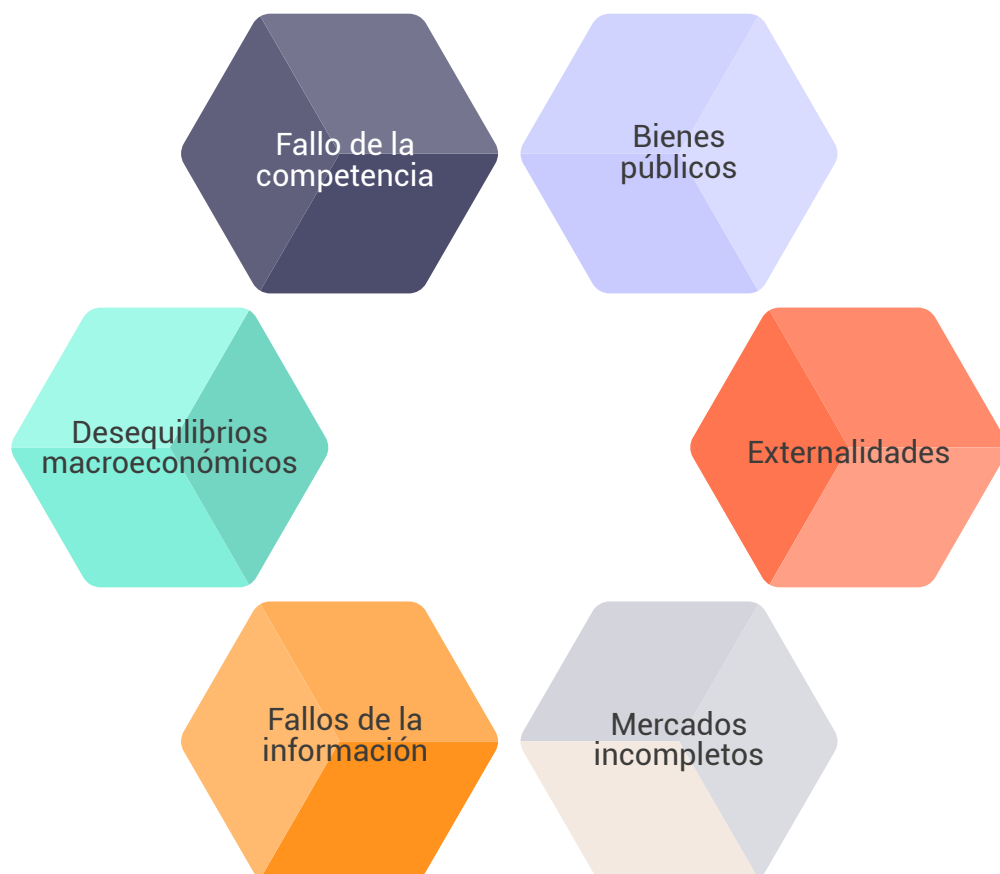 Fallo de la
competencia
Bienes
públicos
Desequilibrios
macroeconómicos
Externalidades
Fallos de la
información
Mercados
incompletos